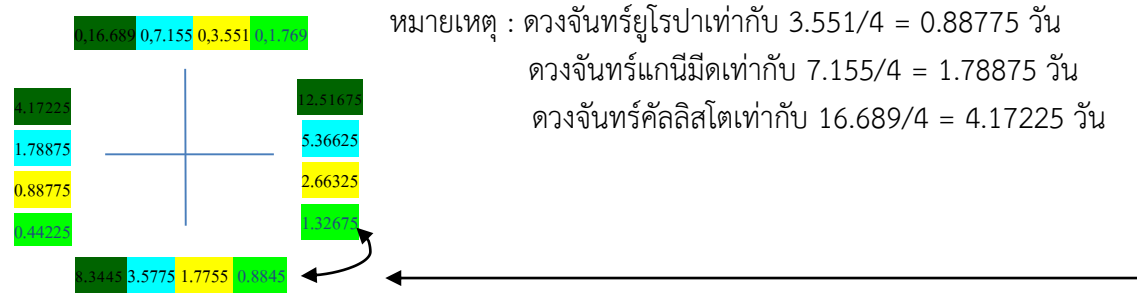 0,16.689 0,7.155 0,3.551 0,1.769
หมายเหตุ : ดวงจันทร์ยูโรปาเท่ากับ 3.551/4 = 0.88775 วัน
ดวงจันทร์แกนีมีดเท่ากับ 7.155/4 = 1.78875 วัน
ดวงจันทร์คัลลิสโตเท่ากับ 16.689/4 = 4.17225 วัน
4.17225 12.51675
1.78875 5.36625
0.88775 2.66325
0.44225 1.32675
8.3445 3.5775 1.7755 0.8845